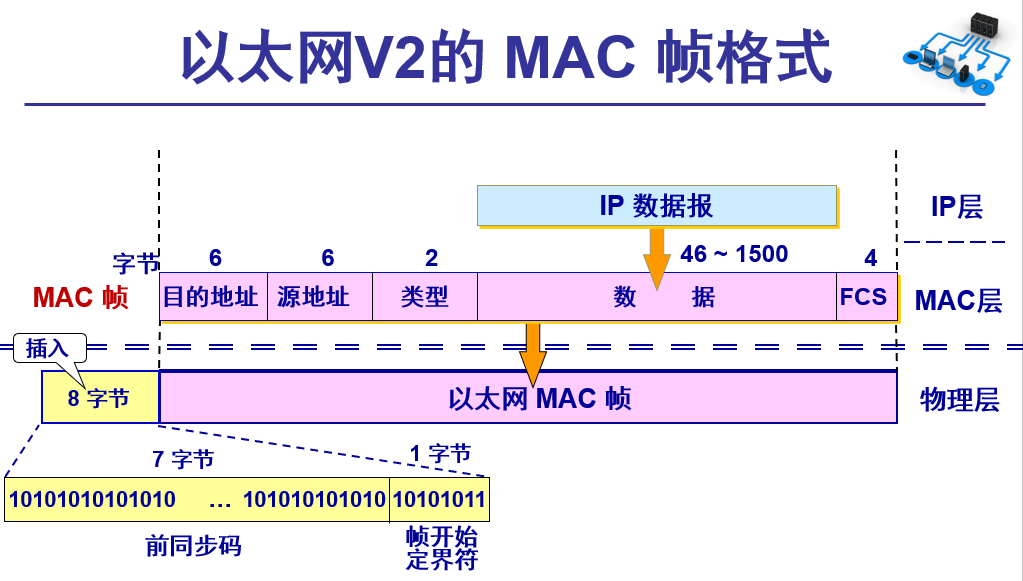 以太网V2的 MAC 帧格式
IP 数据报
IP层
字节
6
6
2
46 ~ 1500
4
MAC 帧
目的地址
源地址
类型
数 据
FCS
MAC层
插入
8 字节
以太网 MAC 帧
物理层
7 字节
1 字节
10101010101010 … 101010101010
10101011
前同步码
帧开始
定界符